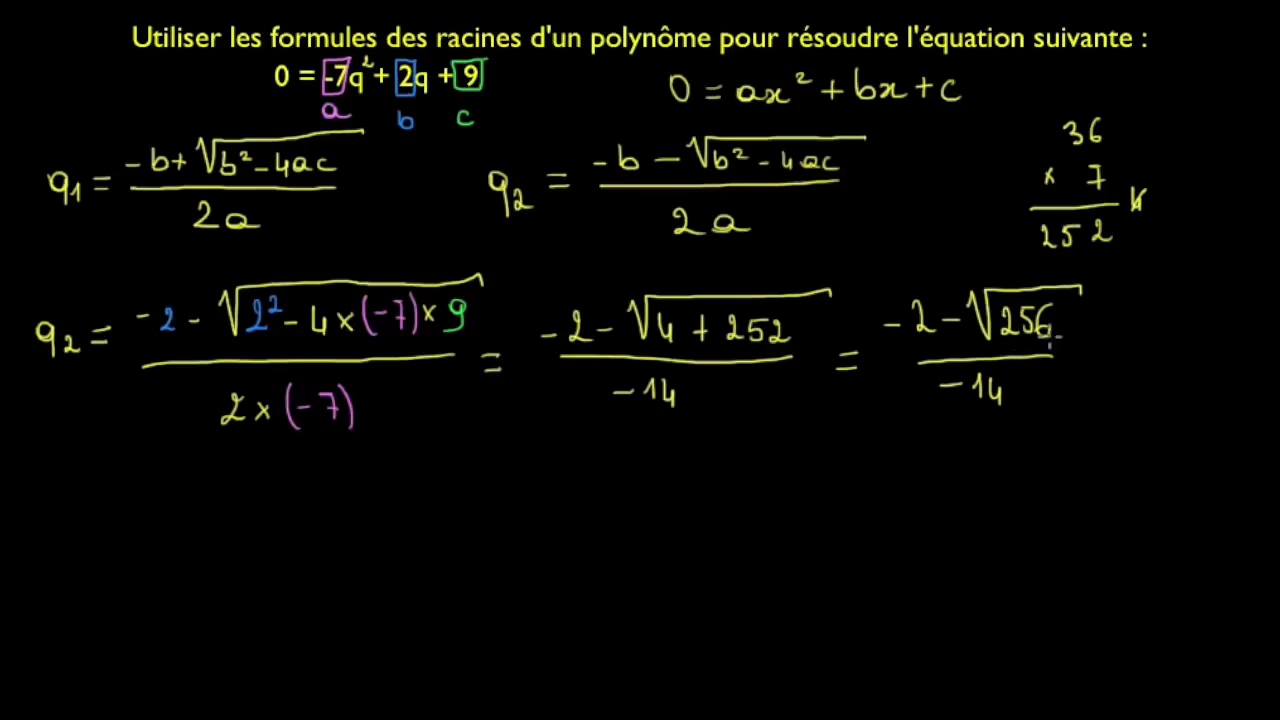 Utiliser les formules des racines d'un polynôme pour résoudre l'équation suivante :
0 = -7q² + 2q + 9
a b c
0 = ax² + bx + c
q₁ = (-b + √(b² - 4ac)) / 2a
q₂ = (-b - √(b² - 4ac)) / 2a
36
x 7
252
q₂ = (-2 - √(2² - 4 x (-7) x 9)) / (2 x (-7)) = (-2 - √(4 + 252)) / -14 = (-2 - √256) / -14